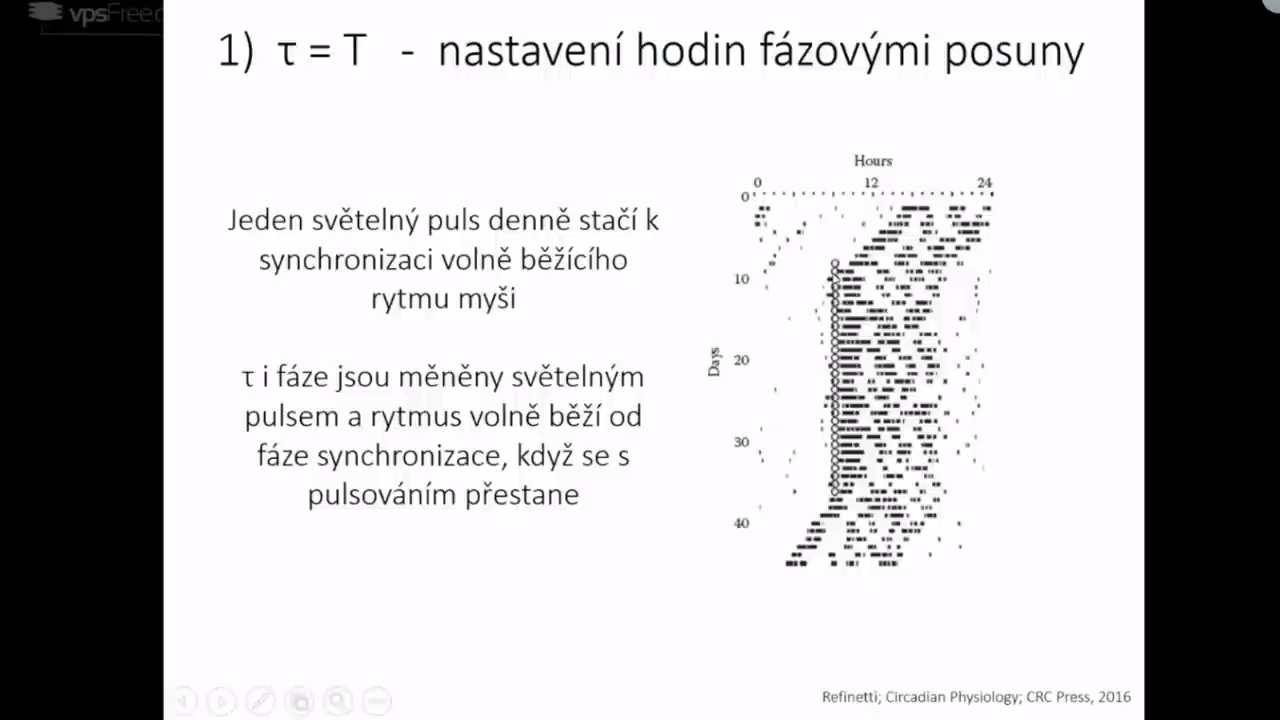 vpsFree.c
1) τ = T - nastavení hodin fázovými posuny
Jeden světelný puls denně stačí k
synchronizaci volně běžícího
rytmu myši
τ i fáze jsou měněny světelným
pulsem a rytmus volně běží od
fáze synchronizace, když se s
pulsováním přestane
Hours
0 12 24
0
10
20
30
40
Days
Refinetti; Circadian Physiology; CRC Press, 2016